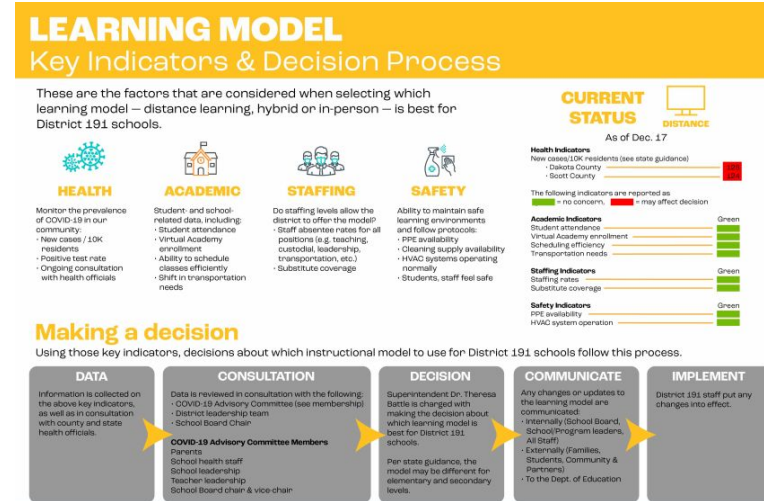 LEARNING MODEL
Key Indicators & Decision Process
These are the factors that are considered when selecting which
learning model — distance learning, hybrid or in-person — is best for
District 191 schools.
HEALTH
Monitor the prevalence
of COVID-19 in our
community:
· New cases / 10K
residents
· Positive test rate
· Ongoing consultation
with health officials
ACADEMIC
Student- and school-
related data, including:
· Student attendance
· Virtual Academy
enrollment
· Ability to schedule
classes efficiently
· Shift in transportation
needs
STAFFING
Do staffing levels allow the
district to offer the model?
· Staff absentee rates for all
positions (e.g. teaching,
custodial, leadership,
transportation, etc.)
· Substitute coverage
SAFETY
Ability to maintain safe
learning environments
and follow protocols:
· PPE availability
· Cleaning supply availability
· HVAC systems operating
normally
· Students, staff feel safe
CURRENT
STATUS
DISTANCE
As of Dec. 17
Health Indicators
New cases/10K residents (see state guidance)
· Dakota County
· Scott County
The following indicators are reported as
= no concern, = may affect decision
Academic Indicators Green
Student attendance
Virtual Academy enrollment
Scheduling efficiency
Transportation needs
Staffing Indicators Green
Staffing rates
Substitute coverage
Safety Indicators Green
PPE availability
HVAC system operation
Making a decision
Using those key indicators, decisions about which instructional model to use for District 191 schools follow this process.
DATA
Information is collected on
the above key indicators,
as well as in consultation
with county and state
health officials.
CONSULTATION
Data is reviewed in consultation with the following:
· COVID-19 Advisory Committee (see membership)
· District leadership team
· School Board Chair
COVID-19 Advisory Committee Members
Parents
School health staff
School leadership
Teacher leadership
School Board chair & vice-chair
DECISION
Superintendent Dr. Theresa
Battle is charged with
making the decision about
which learning model is
best for District 191
schools.
Per state guidance, the
model may be different for
elementary and secondary
levels.
COMMUNICATE
Any changes or updates to
the learning model are
communicated:
· Internally (School Board,
School/Program leaders,
All Staff)
· Externally (Families,
Students, Community &
Partners)
· To the Dept. of Education
IMPLEMENT
District 191 staff put any
changes into effect.